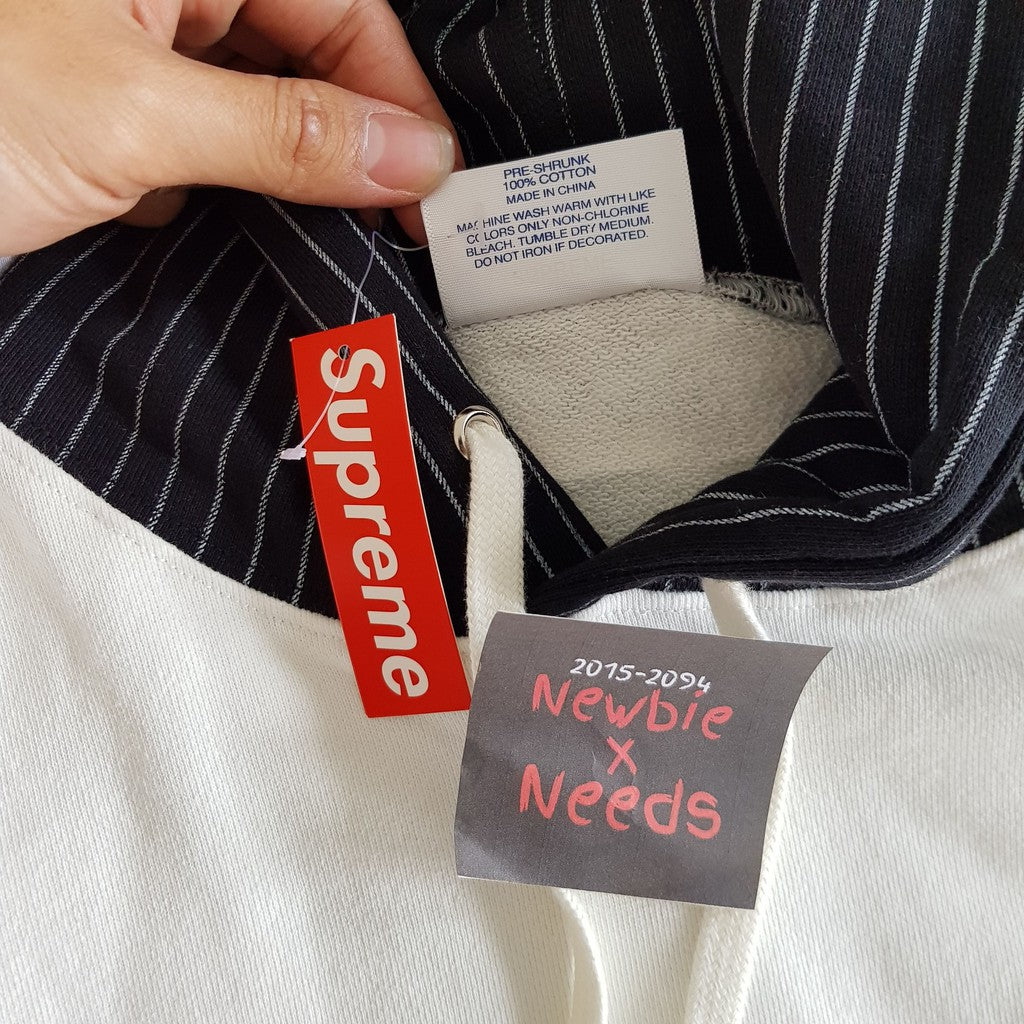 PRE-SHRUNK
100% COTTON
MADE IN CHINA
MACHINE WASH WARM WITH LIKE
COLORS ONLY NON-CHLORINE
BLEACH. TUMBLE DRY MEDIUM.
DO NOT IRON IF DECORATED.
Supreme
2015-2094
Newbie
x
Needs